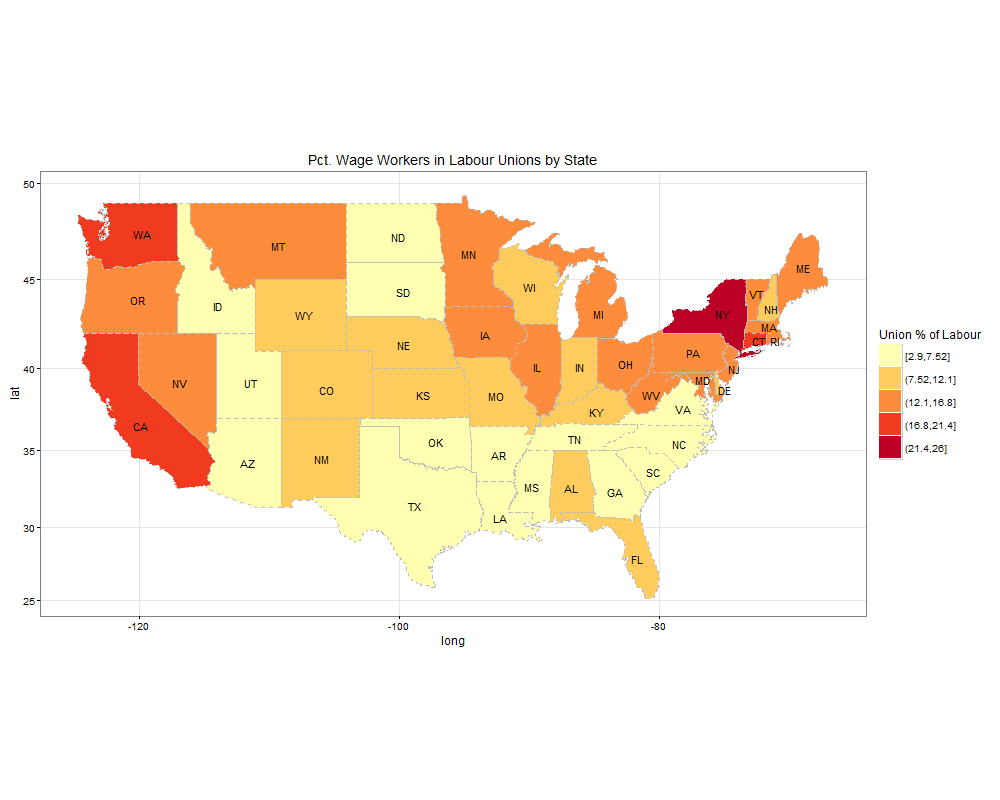 Pct. Wage Workers in Labour Unions by State
50
45
40
35
30
25
lat
-120
-100
-80
long
WA
MT
ND
MN
ME
OR
ID
SD
WI
VT
NH
WY
MI
NY
MA
IA
CT RI
NE
PA
NV
UT
OH
NJ
IL
IN
MD
CO
KS
MO
WV
DE
CA
KY
VA
OK
TN
NC
AZ
NM
AR
SC
TX
MS
AL
GA
LA
FL
Union % of Labour
[2.9,7.52]
(7.52,12.1]
(12.1,16.8]
(16.8,21.4]
(21.4,26]